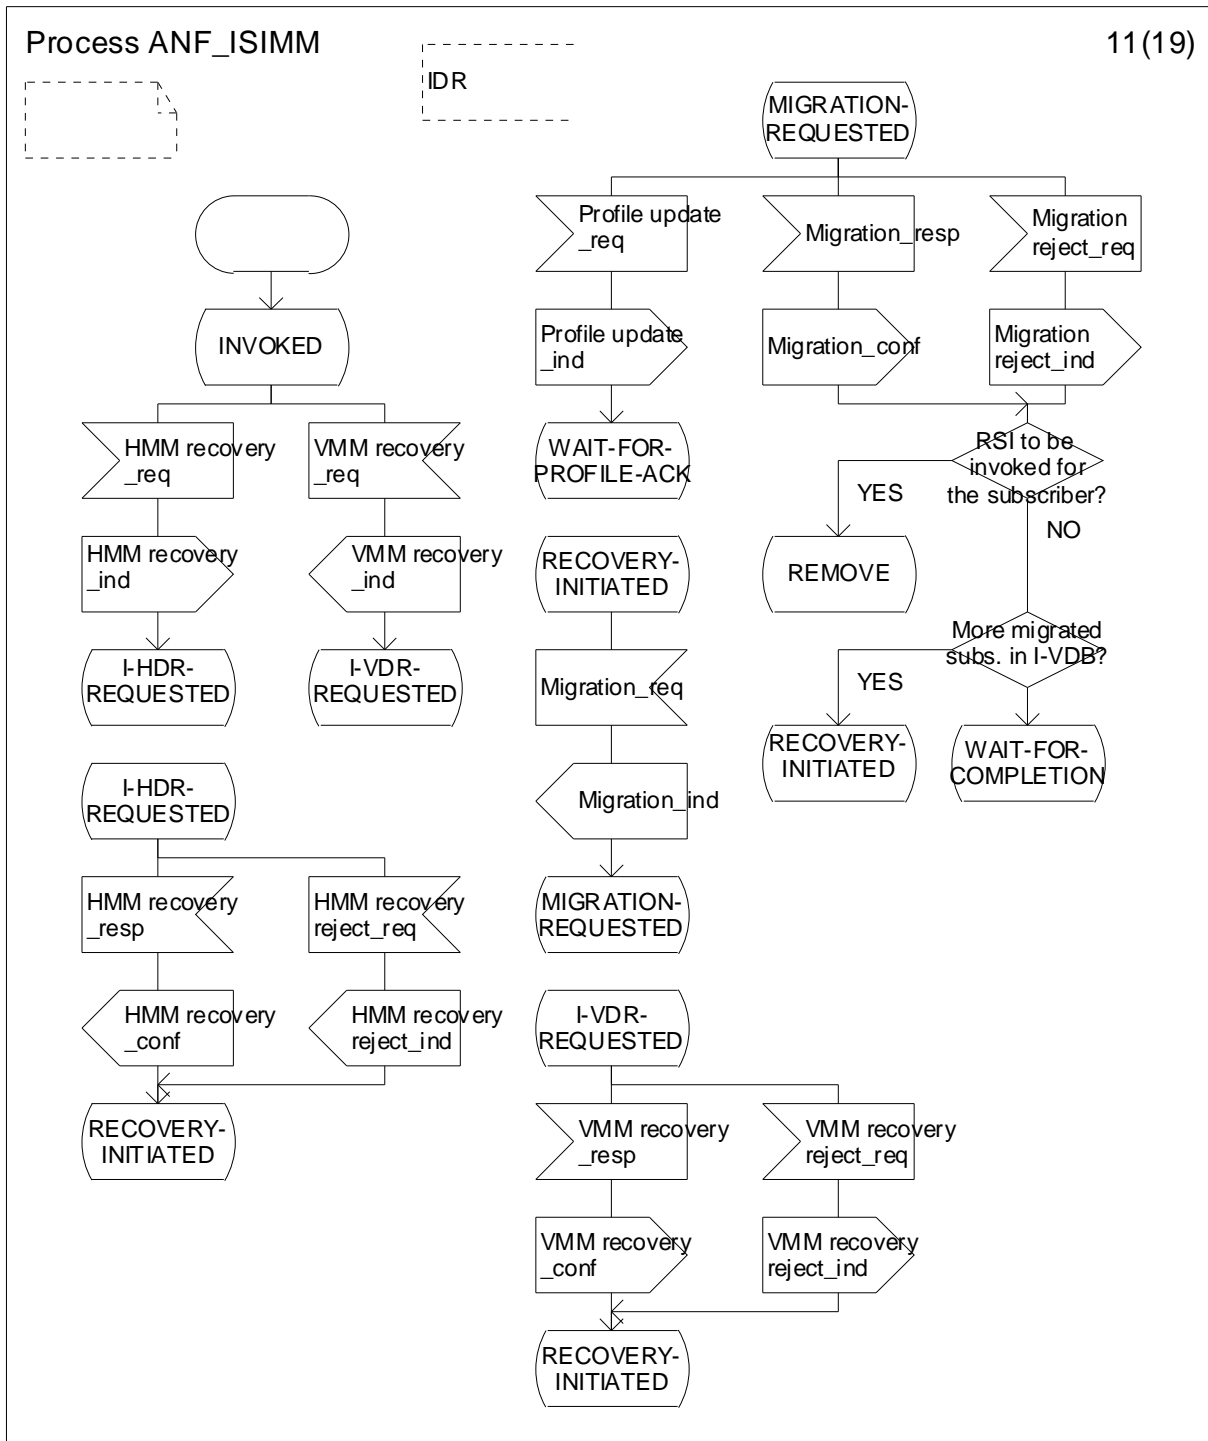 Process ANF_ISIMM
11(19)
IDR
INVOKED
HMM recovery
_req
VMM recovery
_req
HMM recovery
_ind
VMM recovery
_ind
I-HDR-
REQUESTED
I-VDR-
REQUESTED
I-HDR-
REQUESTED
HMM recovery
_resp
HMM recovery
reject_req
HMM recovery
_conf
HMM recovery
reject_ind
RECOVERY-
INITIATED
MIGRATION-
REQUESTED
Profile update
_req
Migration_resp
Migration
reject_req
Profile update
_ind
Migration_conf
Migration
reject_ind
WAIT-FOR-
PROFILE-ACK
RSI to be
invoked for
the subscriber?
YES
NO
REMOVE
More migrated
subs. in I-VDB?
YES
RECOVERY-
INITIATED
WAIT-FOR-
COMPLETION
RECOVERY-
INITIATED
Migration_req
Migration_ind
MIGRATION-
REQUESTED
I-VDR-
REQUESTED
VMM recovery
_resp
VMM recovery
reject_req
VMM recovery
_conf
VMM recovery
reject_ind
RECOVERY-
INITIATED